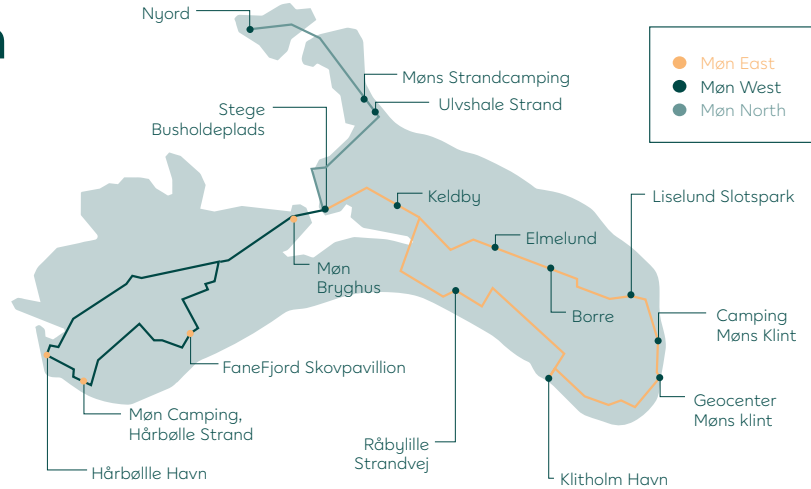 Nyord
Møns Strandcamping
Ulvshale Strand
Stege
Busholdeplads
Møn East
Møn West
Møn North
Keldby
Liselund Slotspark
Elmelund
Møn
Bryghus
Borre
Camping
Møns Klint
FaneFjord Skovpavillion
Geocenter
Møns klint
Møn Camping,
Hårbølle Strand
Råbylille
Strandvej
Hårbøllle Havn
Klitholm Havn